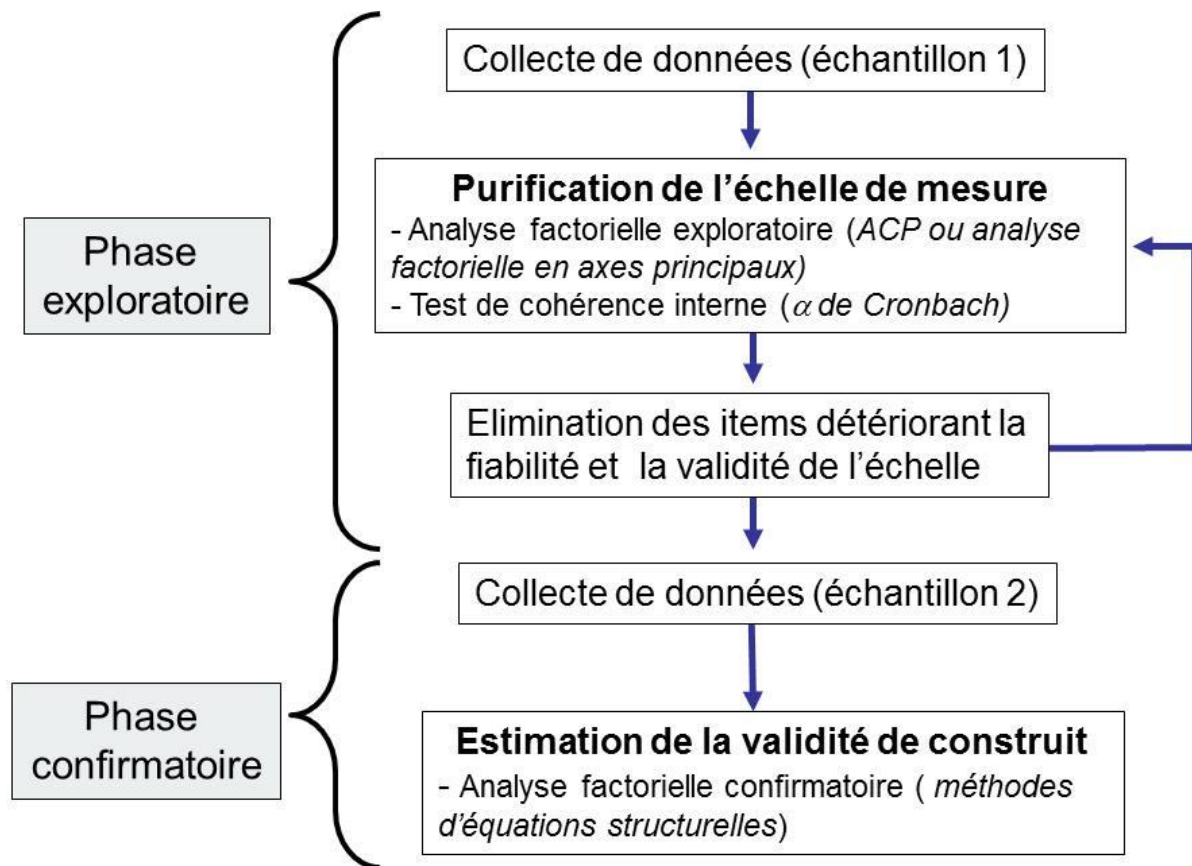 Collecte de données (échantillon 1)
Purification de l’échelle de mesure
- Analyse factorielle exploratoire (ACP ou analyse
factorielle en axes principaux)
- Test de cohérence interne (α de Cronbach)
Phase
exploratoire
Elimination des items détériorant la
fiabilité et la validité de l’échelle
Collecte de données (échantillon 2)
Phase
confirmatoire
Estimation de la validité de construit
- Analyse factorielle confirmatoire ( méthodes
d’équations structurelles)